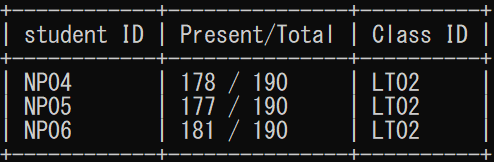 student ID | Present/Total | Class ID
NP04 | 178 / 190 | LT02
NP05 | 177 / 190 | LT02
NP06 | 181 / 190 | LT02